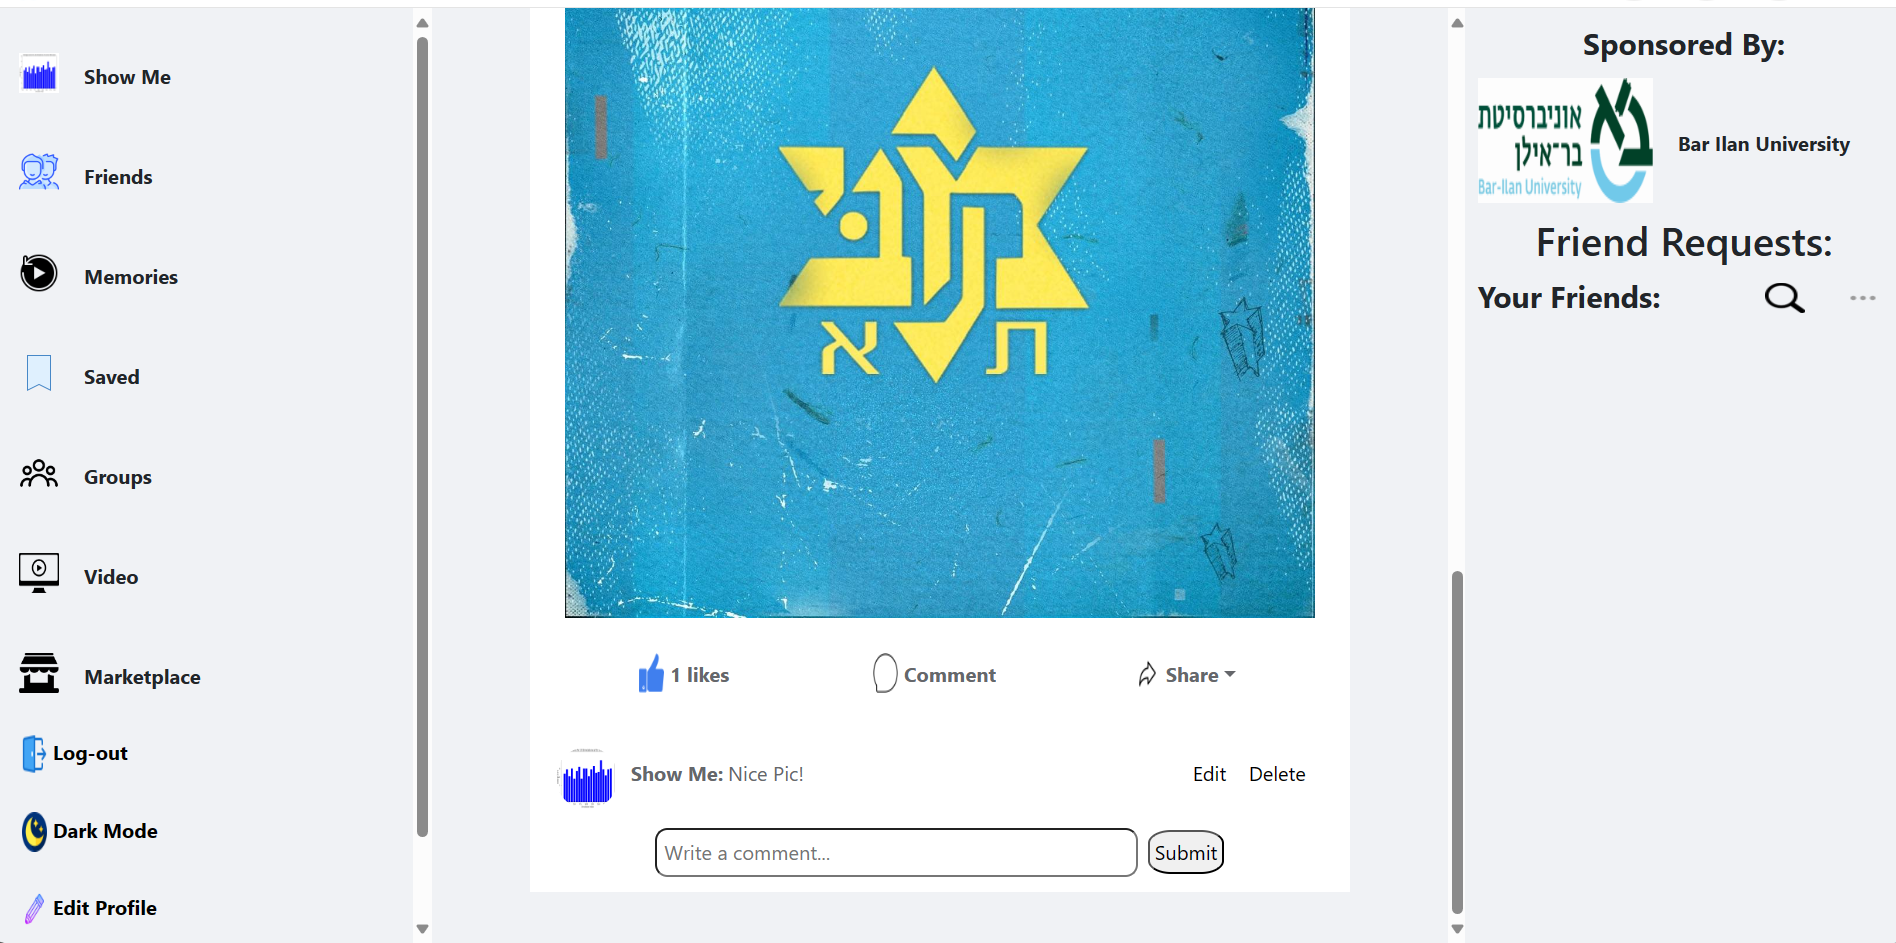 Show Me
Friends
Memories
Saved
Groups
Video
Marketplace
Log-out
Dark Mode
Edit Profile
ת א
1 likes
Comment
Share
Show Me: Nice Pic!
Edit
Delete
Write a comment...
Submit
Sponsored By:
אוניברסיטת
בר-אילן
Bar-Ilan University
Bar Ilan University
Friend Requests:
Your Friends: